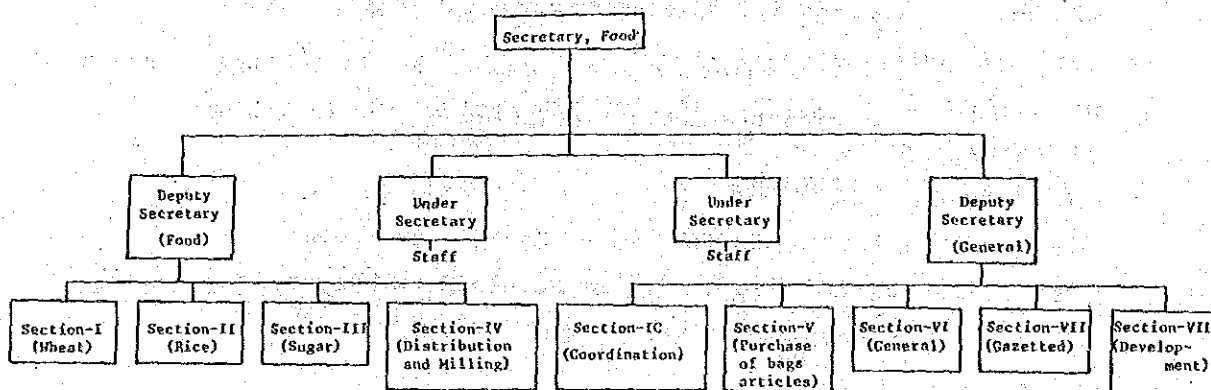 Secretary, Food
Deputy
Secretary
(Food)
Under
Secretary
Staff
Under
Secretary
Staff
Deputy
Secretary
(General)
Section-I
(Wheat)
Section-II
(Rice)
Section-III
(Sugar)
Section-IV
(Distribution
and Milling)
Section-IC
(Coordination)
Section-V
(Purchase
of bags
articles)
Section-VI
(General)
Section-VII
(Gazetted)
Section-VII
(Develop-
ment)